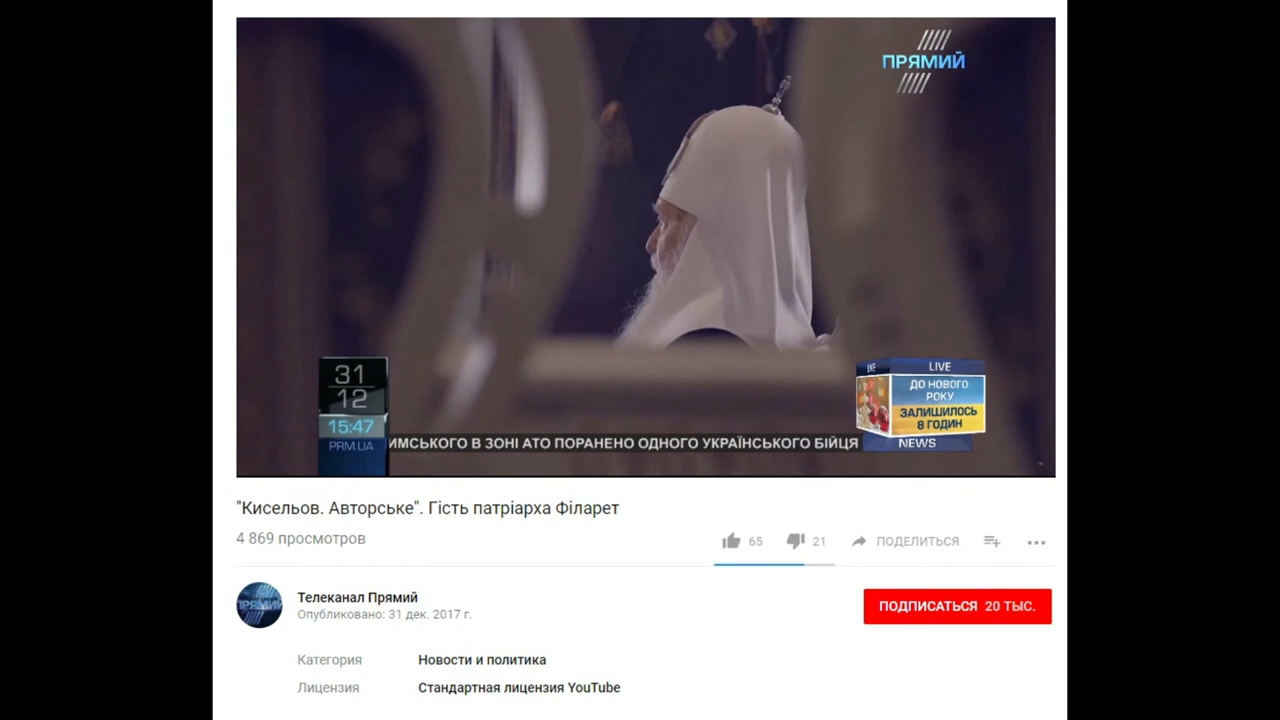 ПРЯМИЙ
31
12
15:47
PRM.UA
LIVE
LIVE
ДО НОВОГО
РОКУ
ЗАЛИШИЛОСЬ
8 ГОДИН
NEWS
ИМСЬКОГО В ЗОНІ АТО ПОРАНЕНО ОДНОГО УКРАЇНСЬКОГО БІЙЦЯ
"Кисельов. Авторське". Гість патріарха Філарет
4 869 просмотров
65 21 ПОДЕЛИТЬСЯ
ПРЯМИЙ
Телеканал Прямий
Опубликовано: 31 дек. 2017 г.
ПОДПИСАТЬСЯ 20 ТЫС.
Категория Новости и политика
Лицензия Стандартная лицензия YouTube